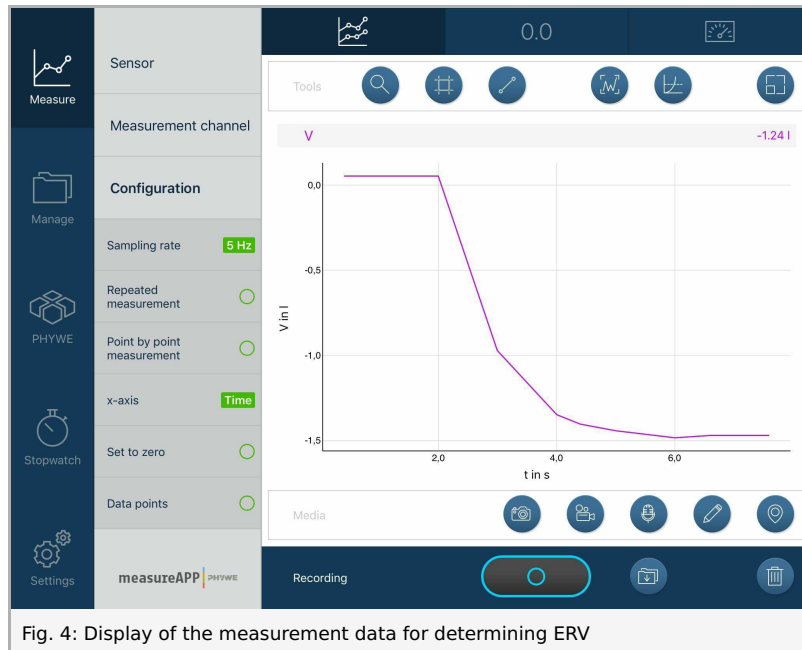 Measure
Manage
PHYWE
Stopwatch
Settings
Sensor
Measurement channel
Configuration
Sampling rate 5 Hz
Repeated
measurement
Point by point
measurement
x-axis Time
Set to zero
Data points
measureAPP PHYWE
0.0
Tools
V -1.24 l
0,0
-0,5
-1,0
-1,5
V in l
2,0 4,0 6,0
t in s
Media
Recording
Fig. 4: Display of the measurement data for determining ERV